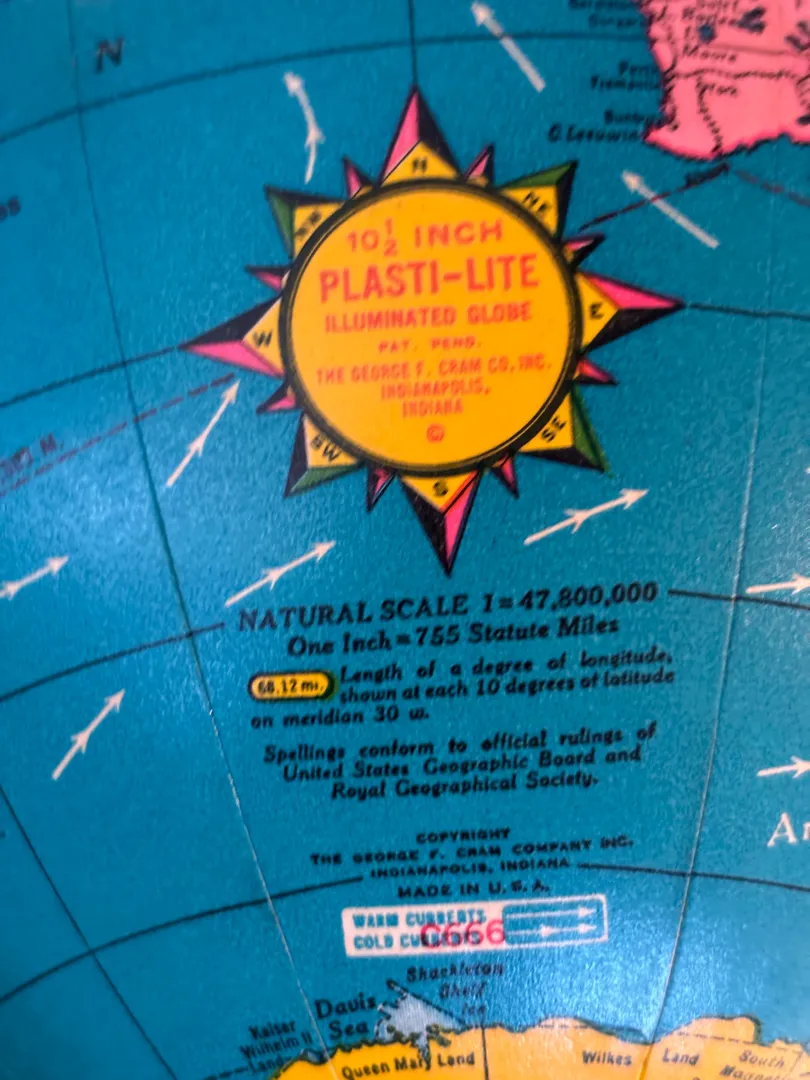 N
N
NW
NE
10½ INCH
PLASTI-LITE
ILLUMINATED GLOBE
PAT. PEND.
THE GEORGE F. CRAM CO. INC.
INDIANAPOLIS,
INDIANA
©
W
E
SW
SE
S
C. Leeuwin
NATURAL SCALE 1=47,800,000
One Inch=755 Statute Miles
68.12 mi. Length of a degree of longitude,
shown at each 10 degrees of latitude
on meridian 30 w.
Spellings conform to official rulings of
United States Geographic Board and
Royal Geographical Society.
COPYRIGHT
THE GEORGE F. CRAM COMPANY INC.
INDIANAPOLIS, INDIANA
MADE IN U. S. A.
WARM CURRENTS
COLD CURRENTS
C666
Shackleton
Shelf
Ice
Davis
Sea
Kaiser
Wilhelm II
Land
Queen Mary Land
Wilkes Land
South